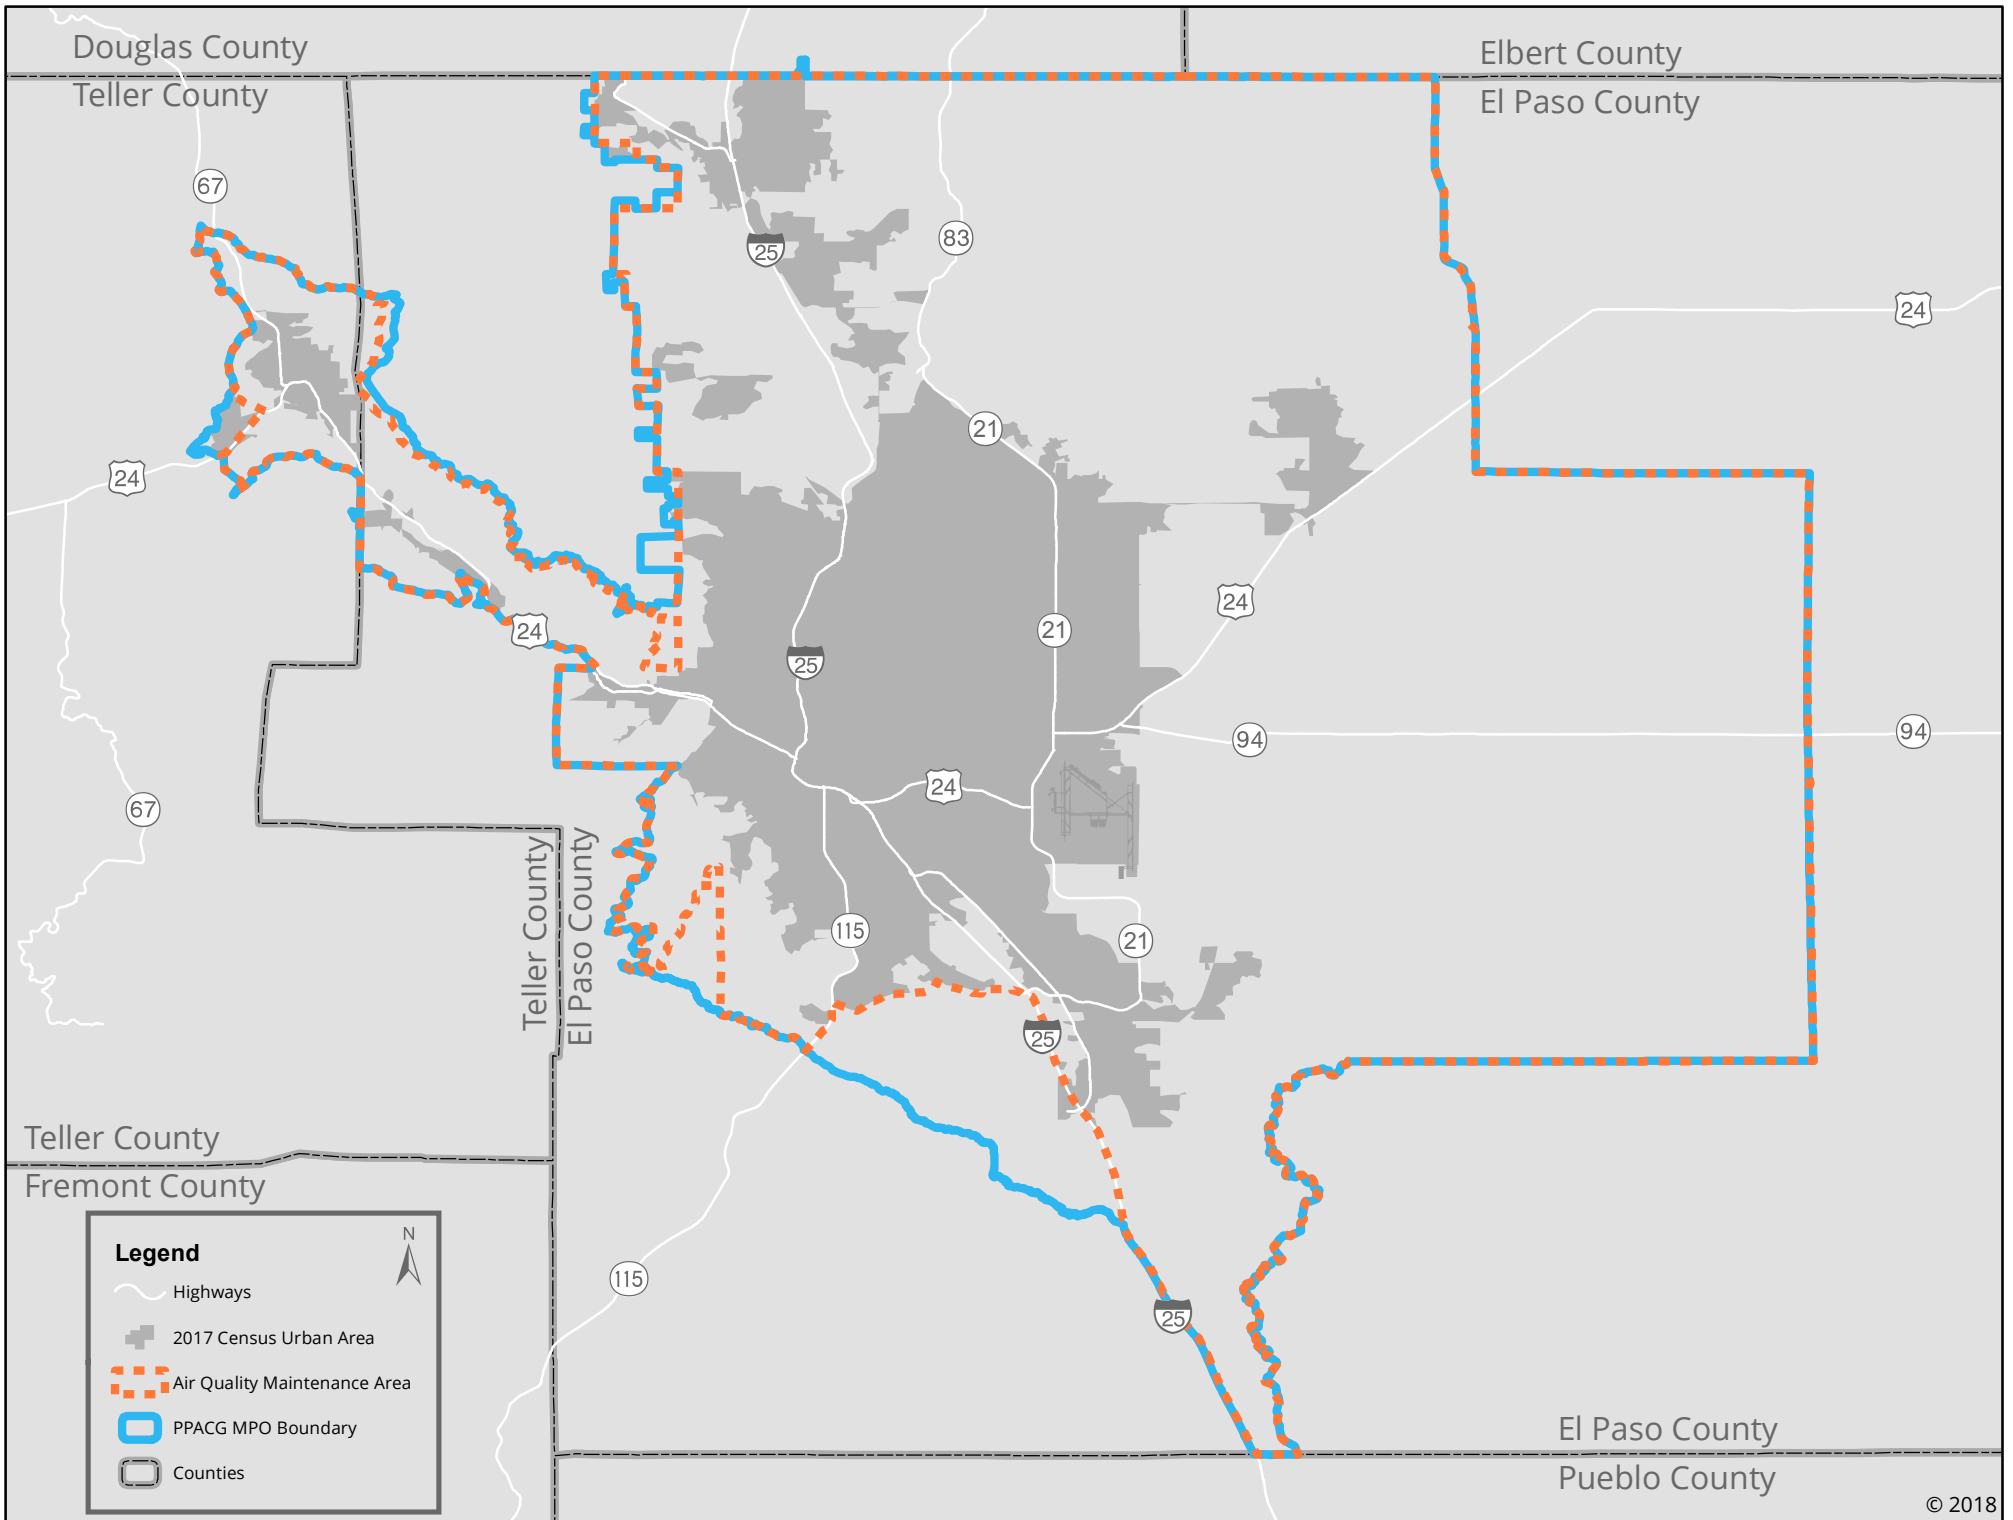 Douglas County
Teller County
Elbert County
El Paso County
67
25
83
24
24
21
24
21
24
25
94
94
24
67
Teller County
El Paso County
115
21
25
Teller County
Fremont County
Legend
N
Highways
2017 Census Urban Area
Air Quality Maintenance Area
PPACG MPO Boundary
Counties
115
25
El Paso County
Pueblo County
© 2018